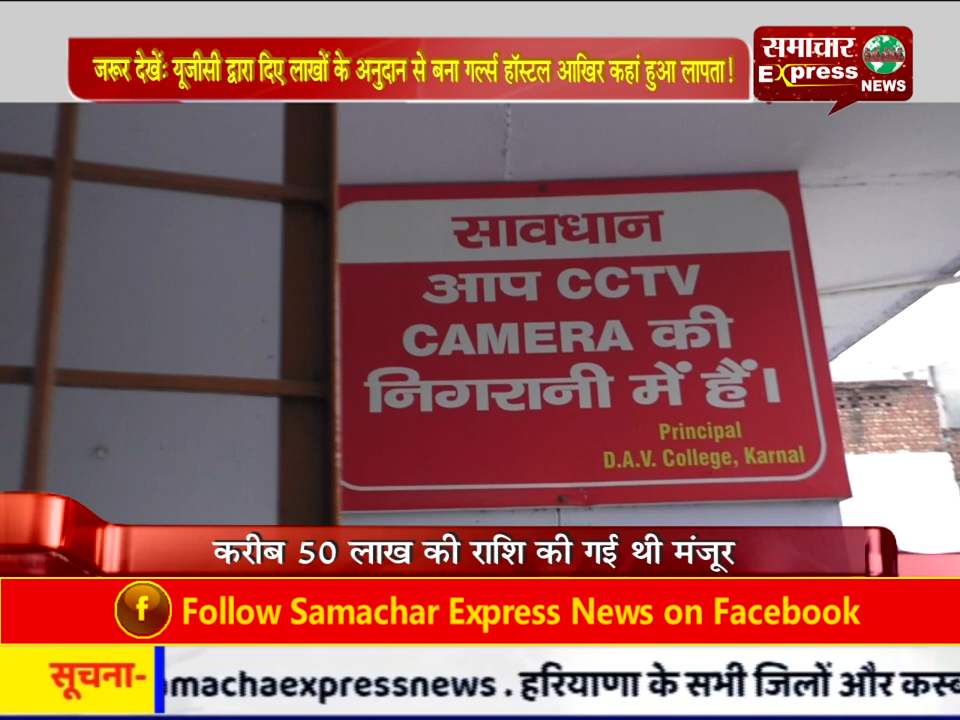 जरूर देखें: यूजीसी द्वारा दिए लाखों के अनुदान से बना गर्ल्स हॉस्टल आखिर कहां हुआ लापता!
समाचार
Express
NEWS
सावधान
आप CCTV
CAMERA की
निगरानी में हैं।
Principal
D.A.V. College, Karnal
करीब 50 लाख की राशि की गई थी मंजूर
f Follow Samachar Express News on Facebook
सूचना- amachaexpressnews . हरियाणा के सभी जिलों और